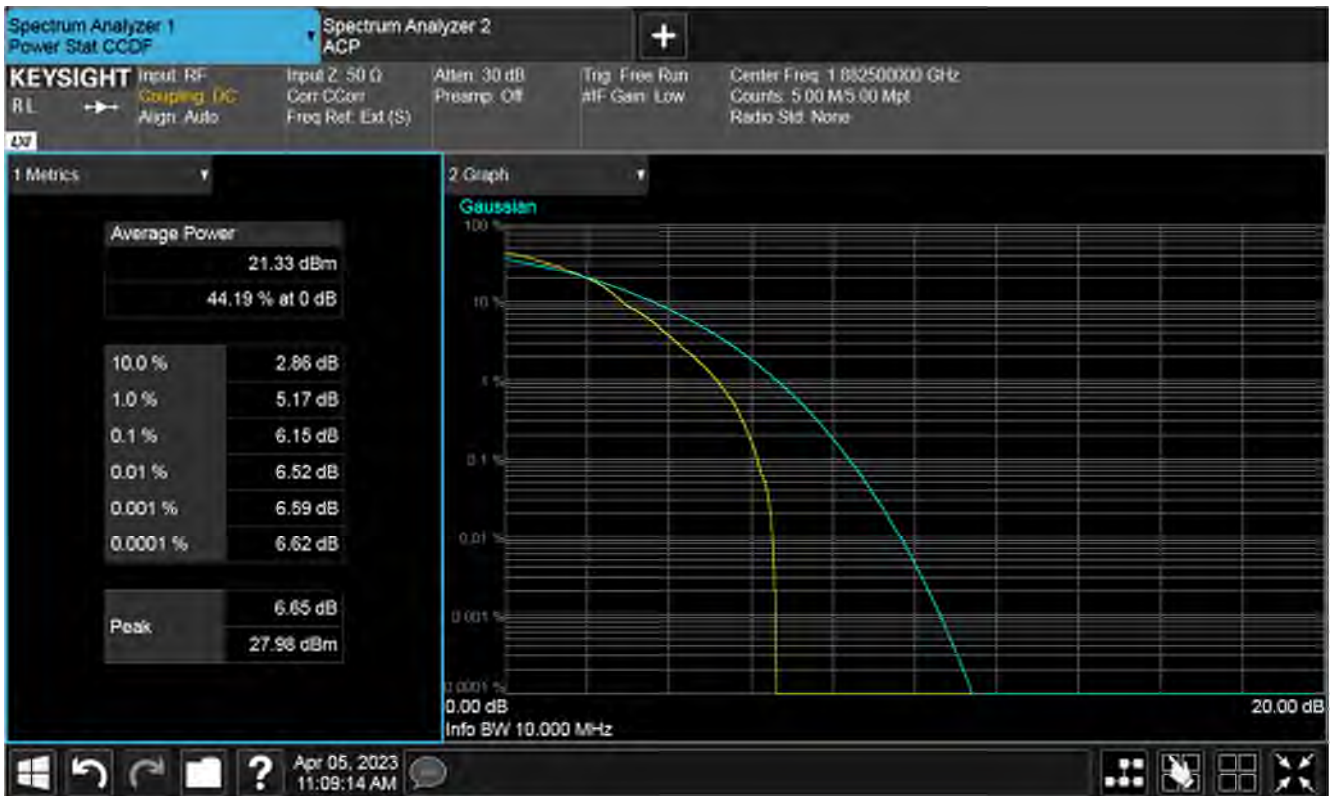 Spectrum Analyzer 1
Power Stat CCDF
Spectrum Analyzer 2
ACP
KEYSIGHT
R L
Input: RF
Coupling: DC
Align: Auto
Input Z: 50 Ω
Corr CCorr
Freq Ref: Ext (S)
Atten: 30 dB
Preamp: Off
Trig: Free Run
#IF Gain: Low
Center Freq: 1.882500000 GHz
Counts: 5.00 M/5.00 Mpt
Radio Std: None
LXI
1 Metrics
Average Power
21.33 dBm
44.19 % at 0 dB
10.0 % 2.86 dB
1.0 % 5.17 dB
0.1 % 6.15 dB
0.01 % 6.52 dB
0.001 % 6.59 dB
0.0001 % 6.62 dB
Peak
6.65 dB
27.98 dBm
2 Graph
Gaussian
100 %
10 %
1 %
0.1 %
0.01 %
0.001 %
0.0001 %
0.00 dB
20.00 dB
Info BW 10.000 MHz
?
Apr 05, 2023
11:09:14 AM